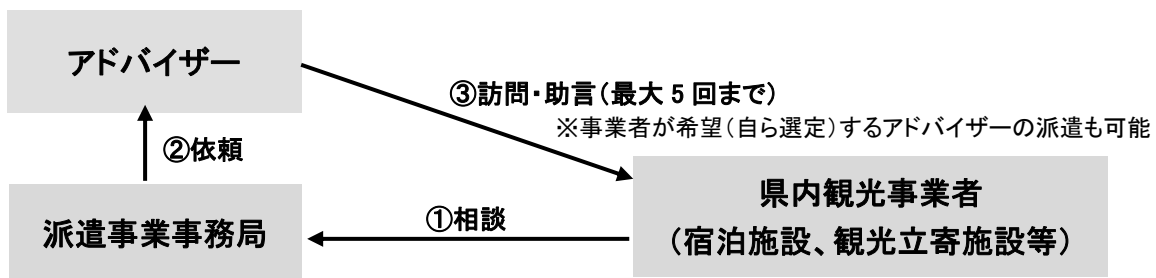 アドバイザー
③訪問・助言（最大 5 回まで）
※事業者が希望（自ら選定）するアドバイザーの派遣も可能
②依頼
県内観光事業者
（宿泊施設、観光立寄施設等）
①相談
派遣事業事務局